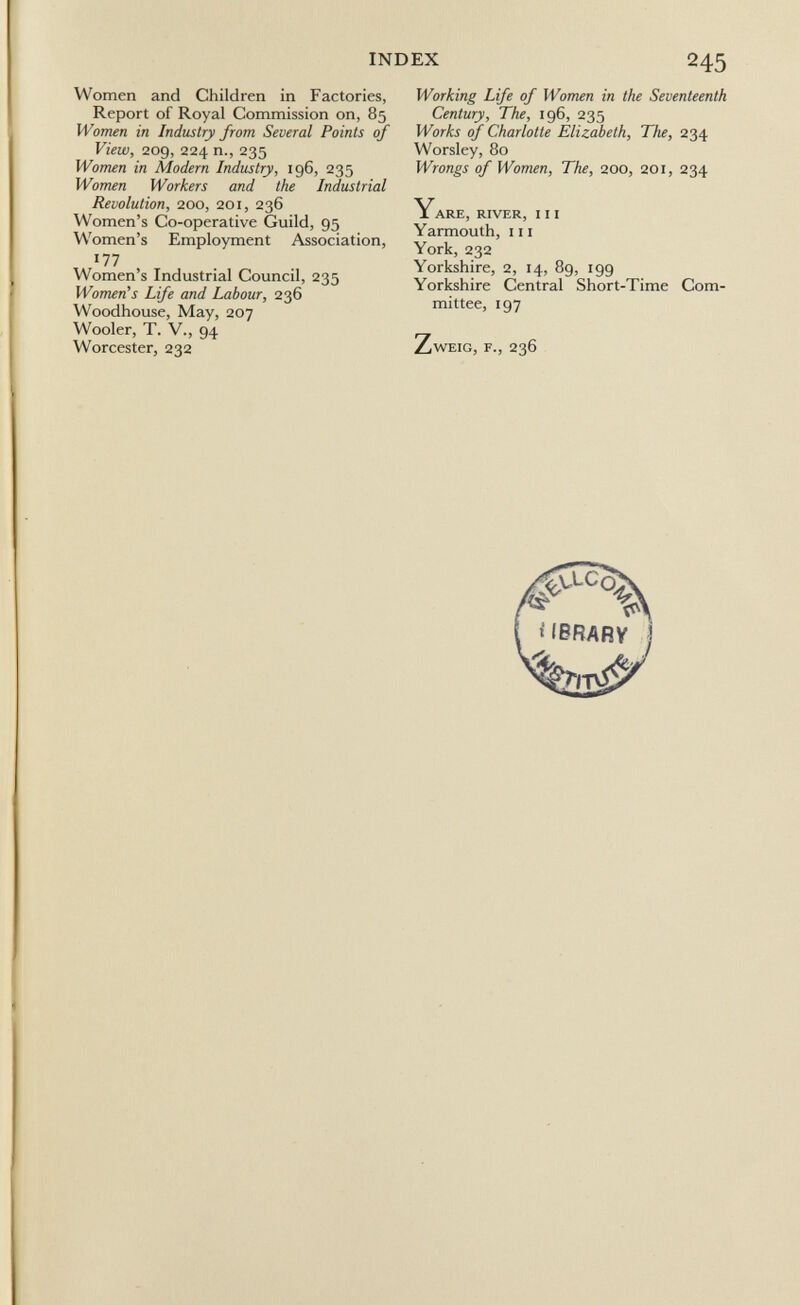 INDEX 245
Women and Children in Factories,
Report of Royal Commission on, 85
Women in Industry from Several Points of
View, 209, 224 n., 235
Women in Modern Industry, 196, 235
Women Workers and the Industrial
Revolution, 200, 201, 236
Women's Co-operative Guild, 95
Women's Employment Association,
177
Women's Industrial Council, 235
Women's Life and Labour, 236
Woodhouse, May, 207
Wooler, T. V., 94
Worcester, 232
Working Life of Women in the Seventeenth
Century, The, 196, 235
Works of Charlotte Elizabeth, The, 234
Worsley, 80
Wrongs of Women, The, 200, 201, 234
YARE, RIVER, 111
Yarmouth, 111
York, 232
Yorkshire, 2, 14, 89, 199
Yorkshire Central Short-Time Com-
mittee, 197
ZWEIG, F., 236
LIBRARY